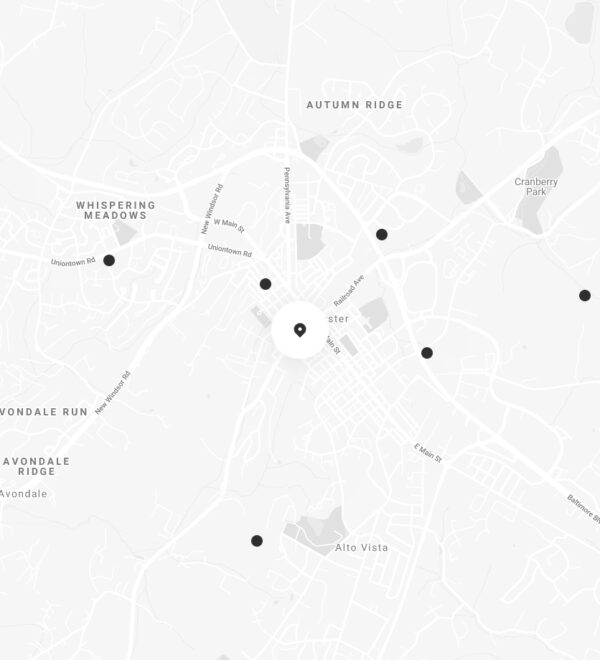 AUTUMN RIDGE
Pennsylvania Ave
Cranberry
Park
New Windsor Rd
WHISPERING
MEADOWS
W Main St
Uniontown Rd
Uniontown Rd
Railroad Ave
ster
ain St
New Windsor Rd
VONDALE RUN
E Main St
AVONDALE
RIDGE
Avondale
Baltimore Bl
Alto Vista